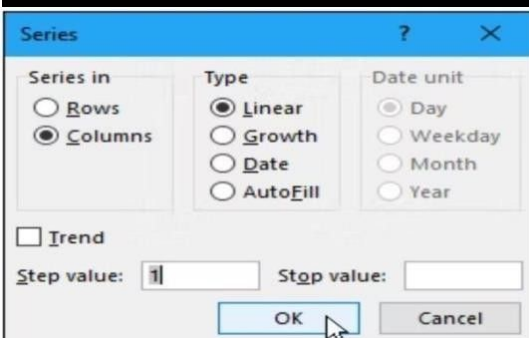 Series ? ×
Series in Type Date unit
Rows Linear Day
Columns Growth Weekday
Date Month
AutoFill Year
Trend
Step value: 1 Stop value:
OK Cancel